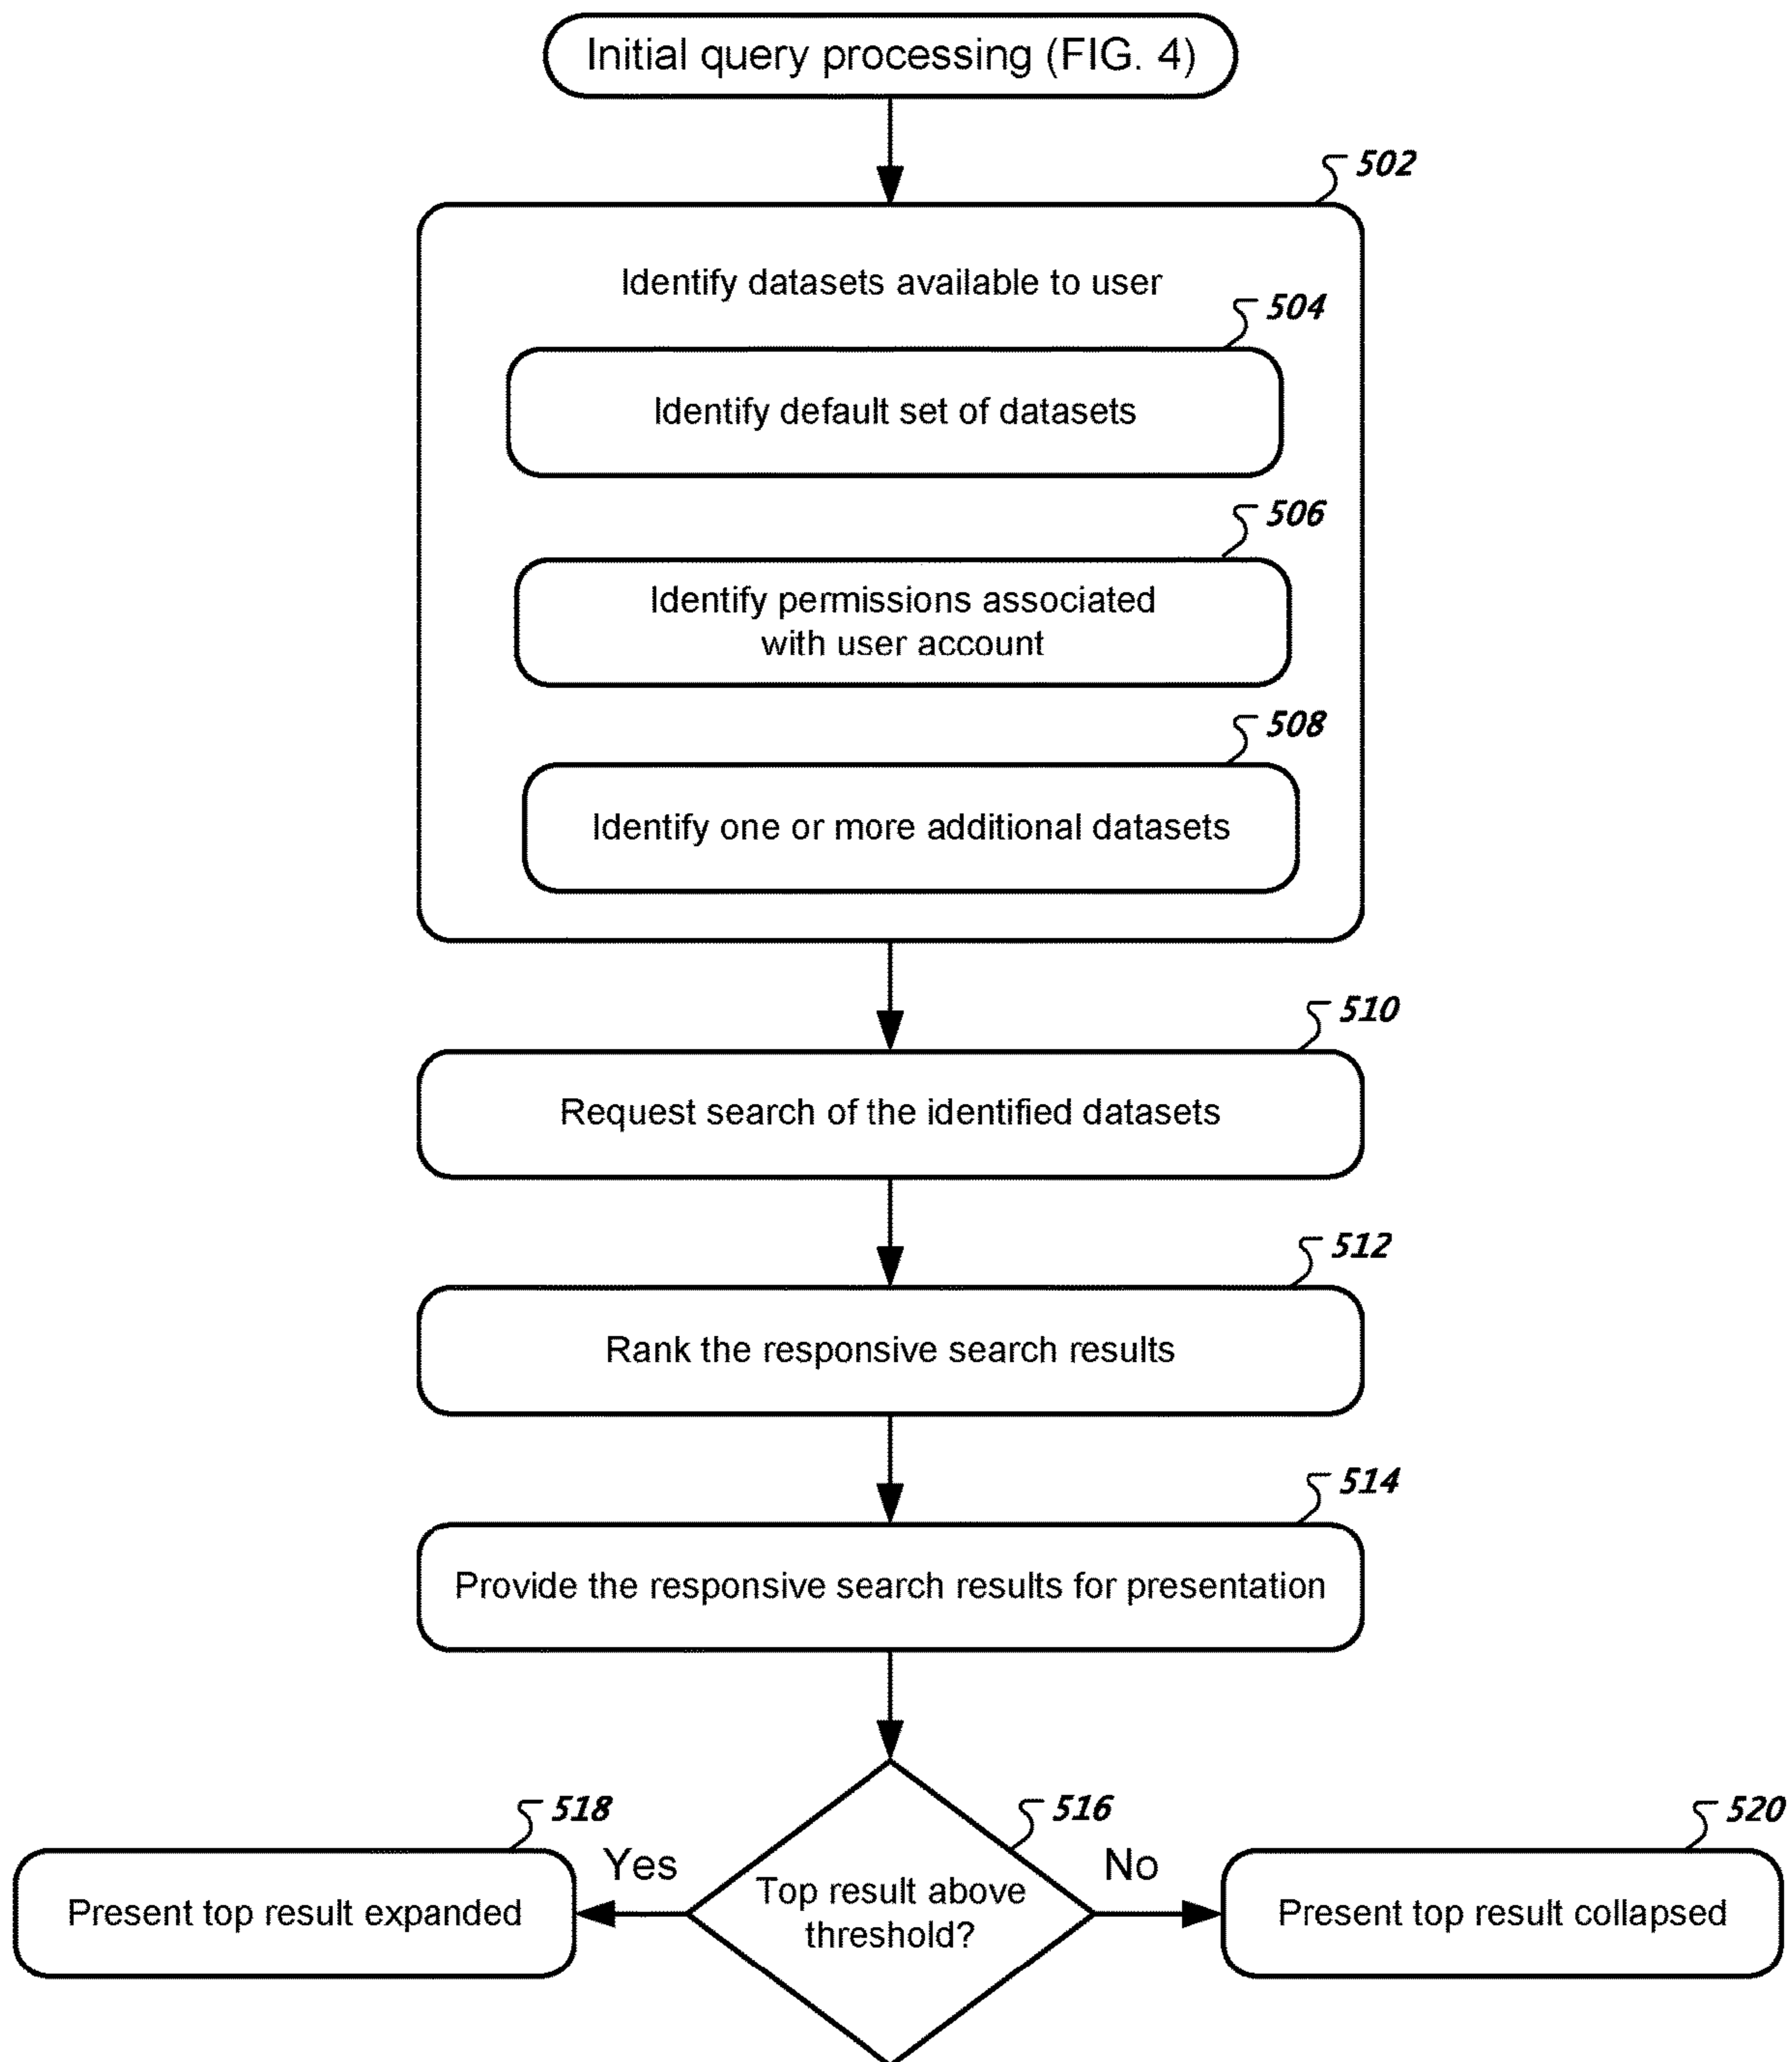 Initial query processing (FIG. 4)
502
Identify datasets available to user
504
Identify default set of datasets
506
Identify permissions associated
with user account
508
Identify one or more additional datasets
510
Request search of the identified datasets
512
Rank the responsive search results
514
Provide the responsive search results for presentation
518
516
520
Yes
No
Present top result expanded
Top result above
threshold?
Present top result collapsed